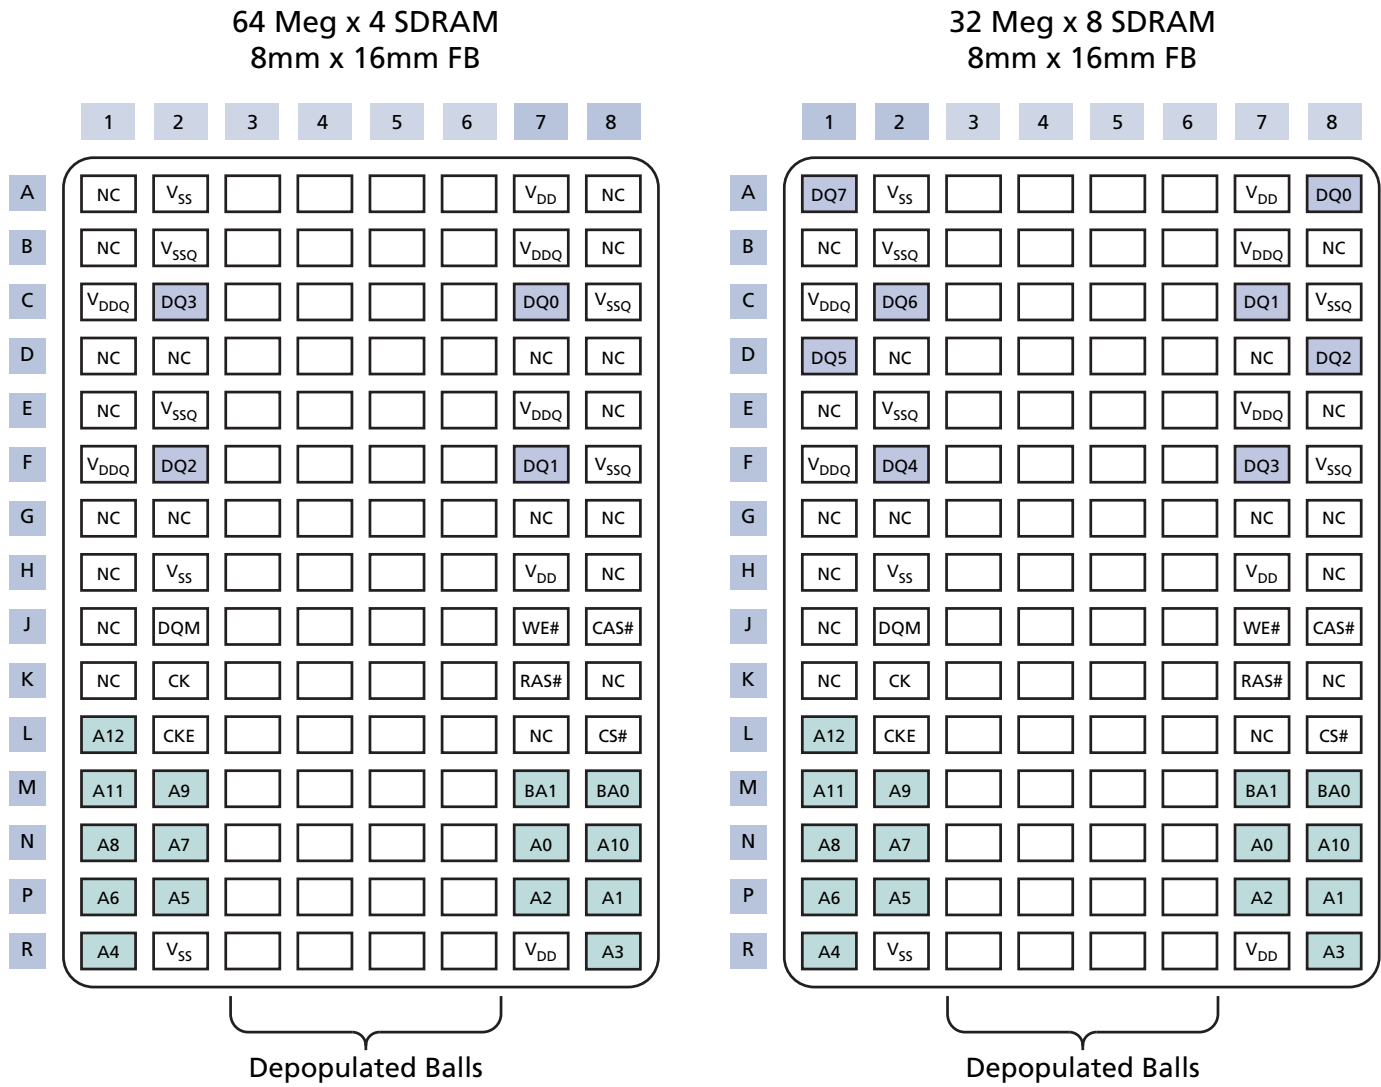 64 Meg x 4 SDRAM
8mm x 16mm FB
1 2 3 4 5 6 7 8
A NC VSS VDD NC
B NC VSSQ VDDQ NC
C VDDQ DQ3 DQ0 VSSQ
D NC NC NC NC
E NC VSSQ VDDQ NC
F VDDQ DQ2 DQ1 VSSQ
G NC NC NC NC
H NC VSS VDD NC
J NC DQM WE# CAS#
K NC CK RAS# NC
L A12 CKE NC CS#
M A11 A9 BA1 BA0
N A8 A7 A0 A10
P A6 A5 A2 A1
R A4 VSS VDD A3
Depopulated Balls
32 Meg x 8 SDRAM
8mm x 16mm FB
1 2 3 4 5 6 7 8
A DQ7 VSS VDD DQ0
B NC VSSQ VDDQ NC
C VDDQ DQ6 DQ1 VSSQ
D DQ5 NC NC DQ2
E NC VSSQ VDDQ NC
F VDDQ DQ4 DQ3 VSSQ
G NC NC NC NC
H NC VSS VDD NC
J NC DQM WE# CAS#
K NC CK RAS# NC
L A12 CKE NC CS#
M A11 A9 BA1 BA0
N A8 A7 A0 A10
P A6 A5 A2 A1
R A4 VSS VDD A3
Depopulated Balls